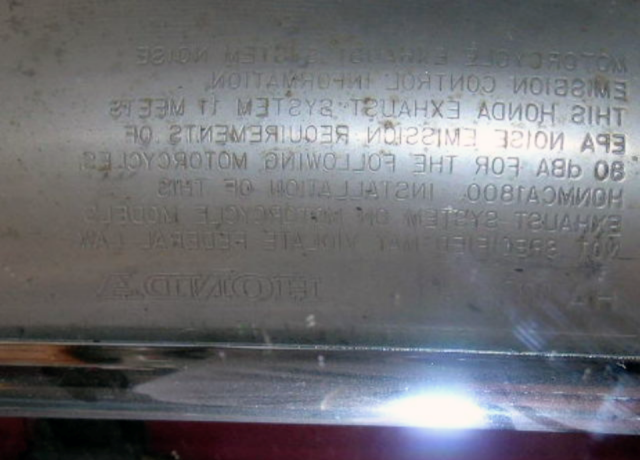 MOTORCYCLE EXHAUST SYSTEM NOISE
EMISSION CONTROL INFORMATION.
THIS HONDA EXHAUST SYSTEM 11 MEETS
EPA NOISE EMISSION REQUIREMENTS OF
80 dBA FOR THE FOLLOWING MOTORCYCLES:
HONMCA1800. INSTALLATION OF THIS
EXHAUST SYSTEM ON MOTORCYCLE MODELS
NOT SPECIFIED MAY VIOLATE FEDERAL LAW.
HONDA